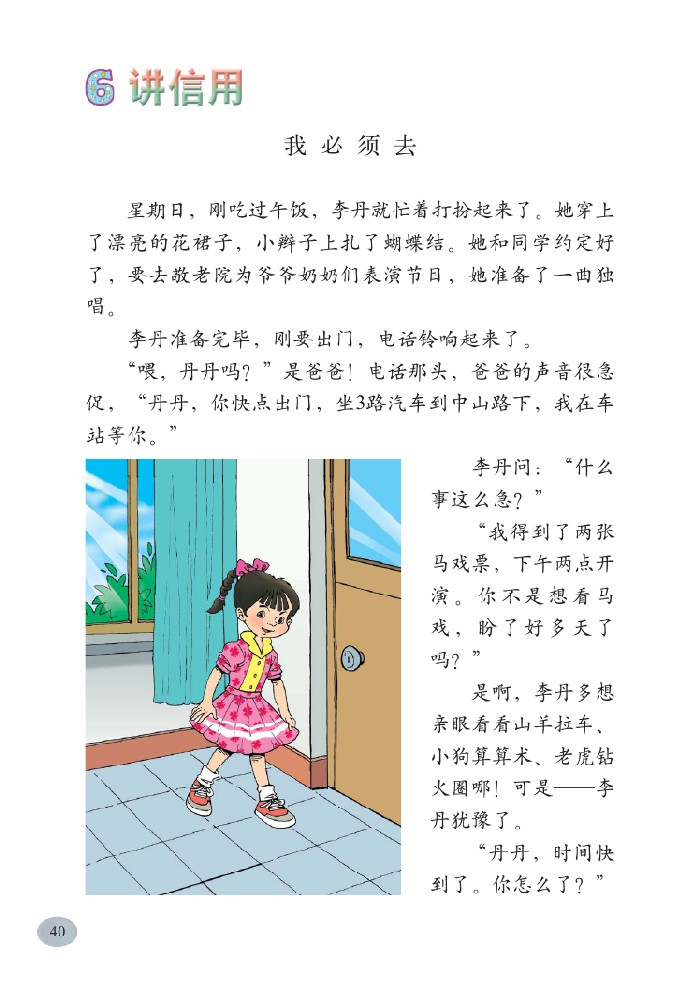 6 讲信用
我必须去
星期日，刚吃过午饭，李丹就忙着打扮起来了。她穿上
了漂亮的花裙子，小辫子上扎了蝴蝶结。她和同学约定好
了，要去敬老院为爷爷奶奶们表演节目，她准备了一曲独
唱。
李丹准备完毕，刚要出门，电话铃响起来了。
“喂，丹丹吗？”是爸爸！电话那头，爸爸的声音很急
促，“丹丹，你快点出门，坐3路汽车到中山路下，我在车
站等你。”
李丹问：“什么
事这么急？”
“我得到了两张
马戏票，下午两点开
演。你不是想看马
戏，盼了好多天了
吗？”
是啊，李丹多想
亲眼看看山羊拉车、
小狗算算术、老虎钻
火圈哪！可是——李
丹犹豫了。
“丹丹，时间快
到了。你怎么了？”
40